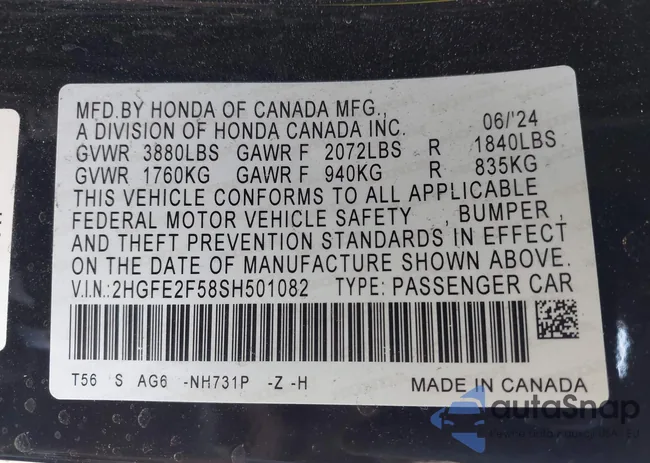 MFD.BY HONDA OF CANADA MFG.,
A DIVISION OF HONDA CANADA INC. 06/'24
GVWR 3880LBS GAWR F 2072LBS R 1840LBS
GVWR 1760KG GAWR F 940KG R 835KG
THIS VEHICLE CONFORMS TO ALL APPLICABLE
FEDERAL MOTOR VEHICLE SAFETY , BUMPER ,
AND THEFT PREVENTION STANDARDS IN EFFECT
ON THE DATE OF MANUFACTURE SHOWN ABOVE.
V.I.N.:2HGFE2F58SH501082 TYPE: PASSENGER CAR
T56 S AG6 -NH731P -Z -H MADE IN CANADA
autoSnap